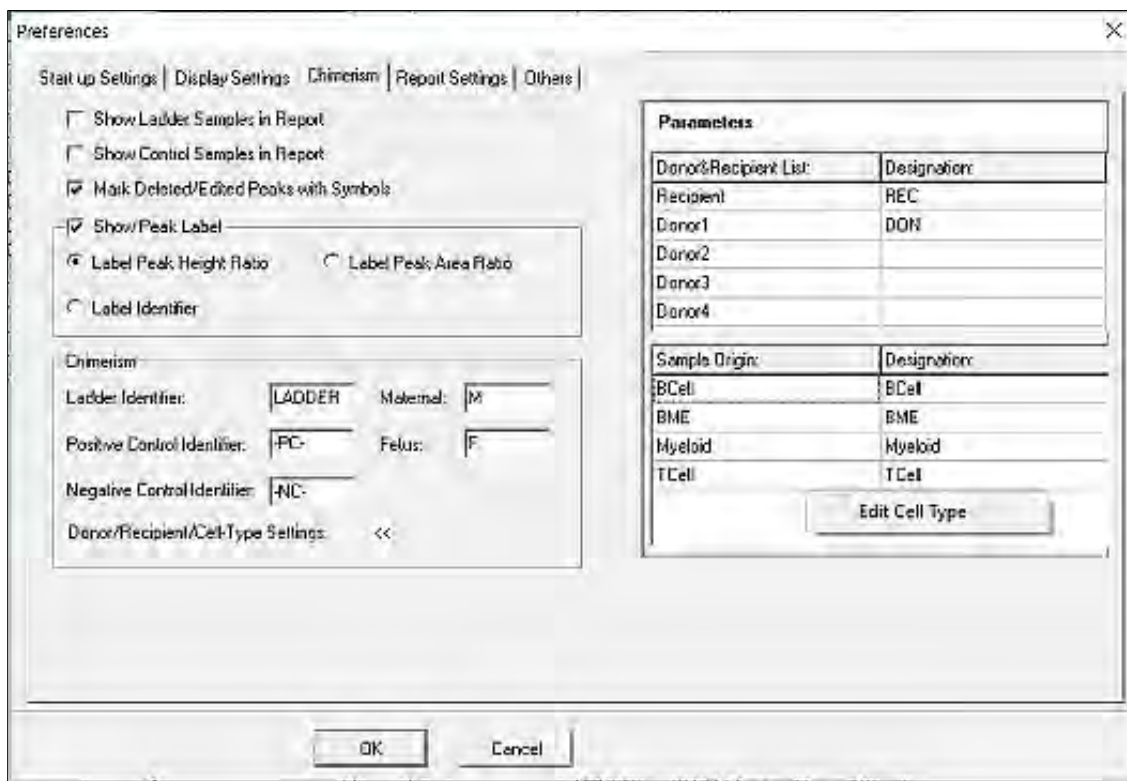 Preferences
Start up Settings Display Settings Chimerism Report Settings Others
Show Ladder Samples in Report
Show Control Samples in Report
Mask Deleted/Edited Peaks with Symbols
Show Peak Label
Label Peak Height Ratio Label Peak Area Ratio
Label Identifier
Chimerism
Ladder Identifier: LADDER Maternal: M
Positive Control Identifier: -PC- Fetus: F
Negative Control Identifier: -NC-
Donor/Recipient/Cell-Type Settings: <<
Parameters
Donor&Recipient List: Designation:
Recipient REC
Donor1 DON
Donor2
Donor3
Donor4
Sample Origin: Designation:
BCell BCell
BME BME
Myeloid Myeloid
TCell TCell
Edit Cell Type
OK Cancel